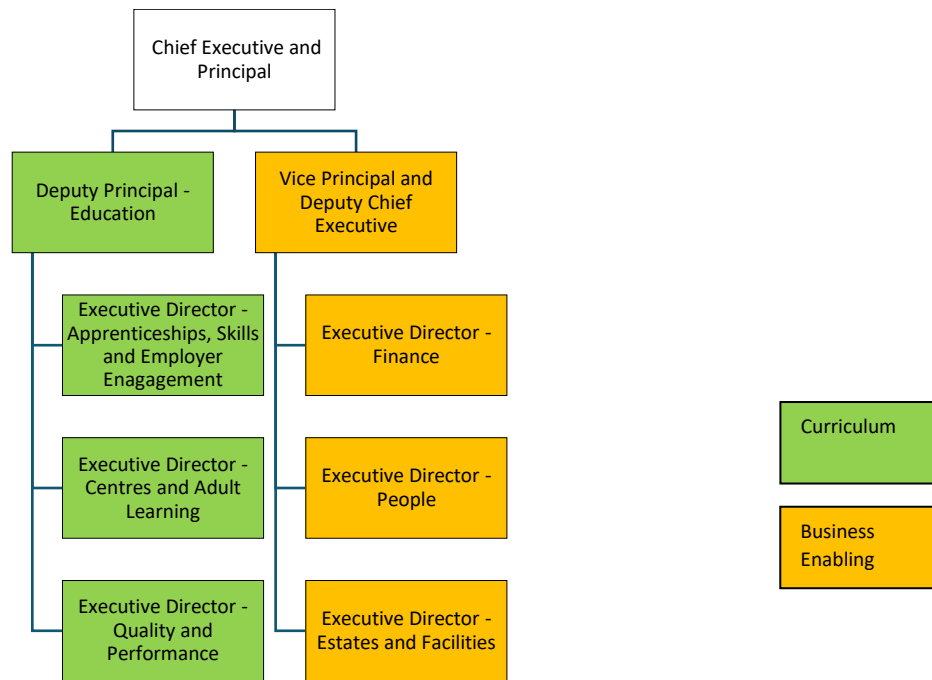 Chief Executive and
Principal
Deputy Principal -
Education
Vice Principal and
Deputy Chief
Executive
Executive Director -
Apprenticeships, Skills
and Employer
Enagagement
Executive Director -
Finance
Executive Director -
Centres and Adult
Learning
Executive Director -
People
Executive Director -
Quality and
Performance
Executive Director -
Estates and Facilities
Curriculum
Business
Enabling